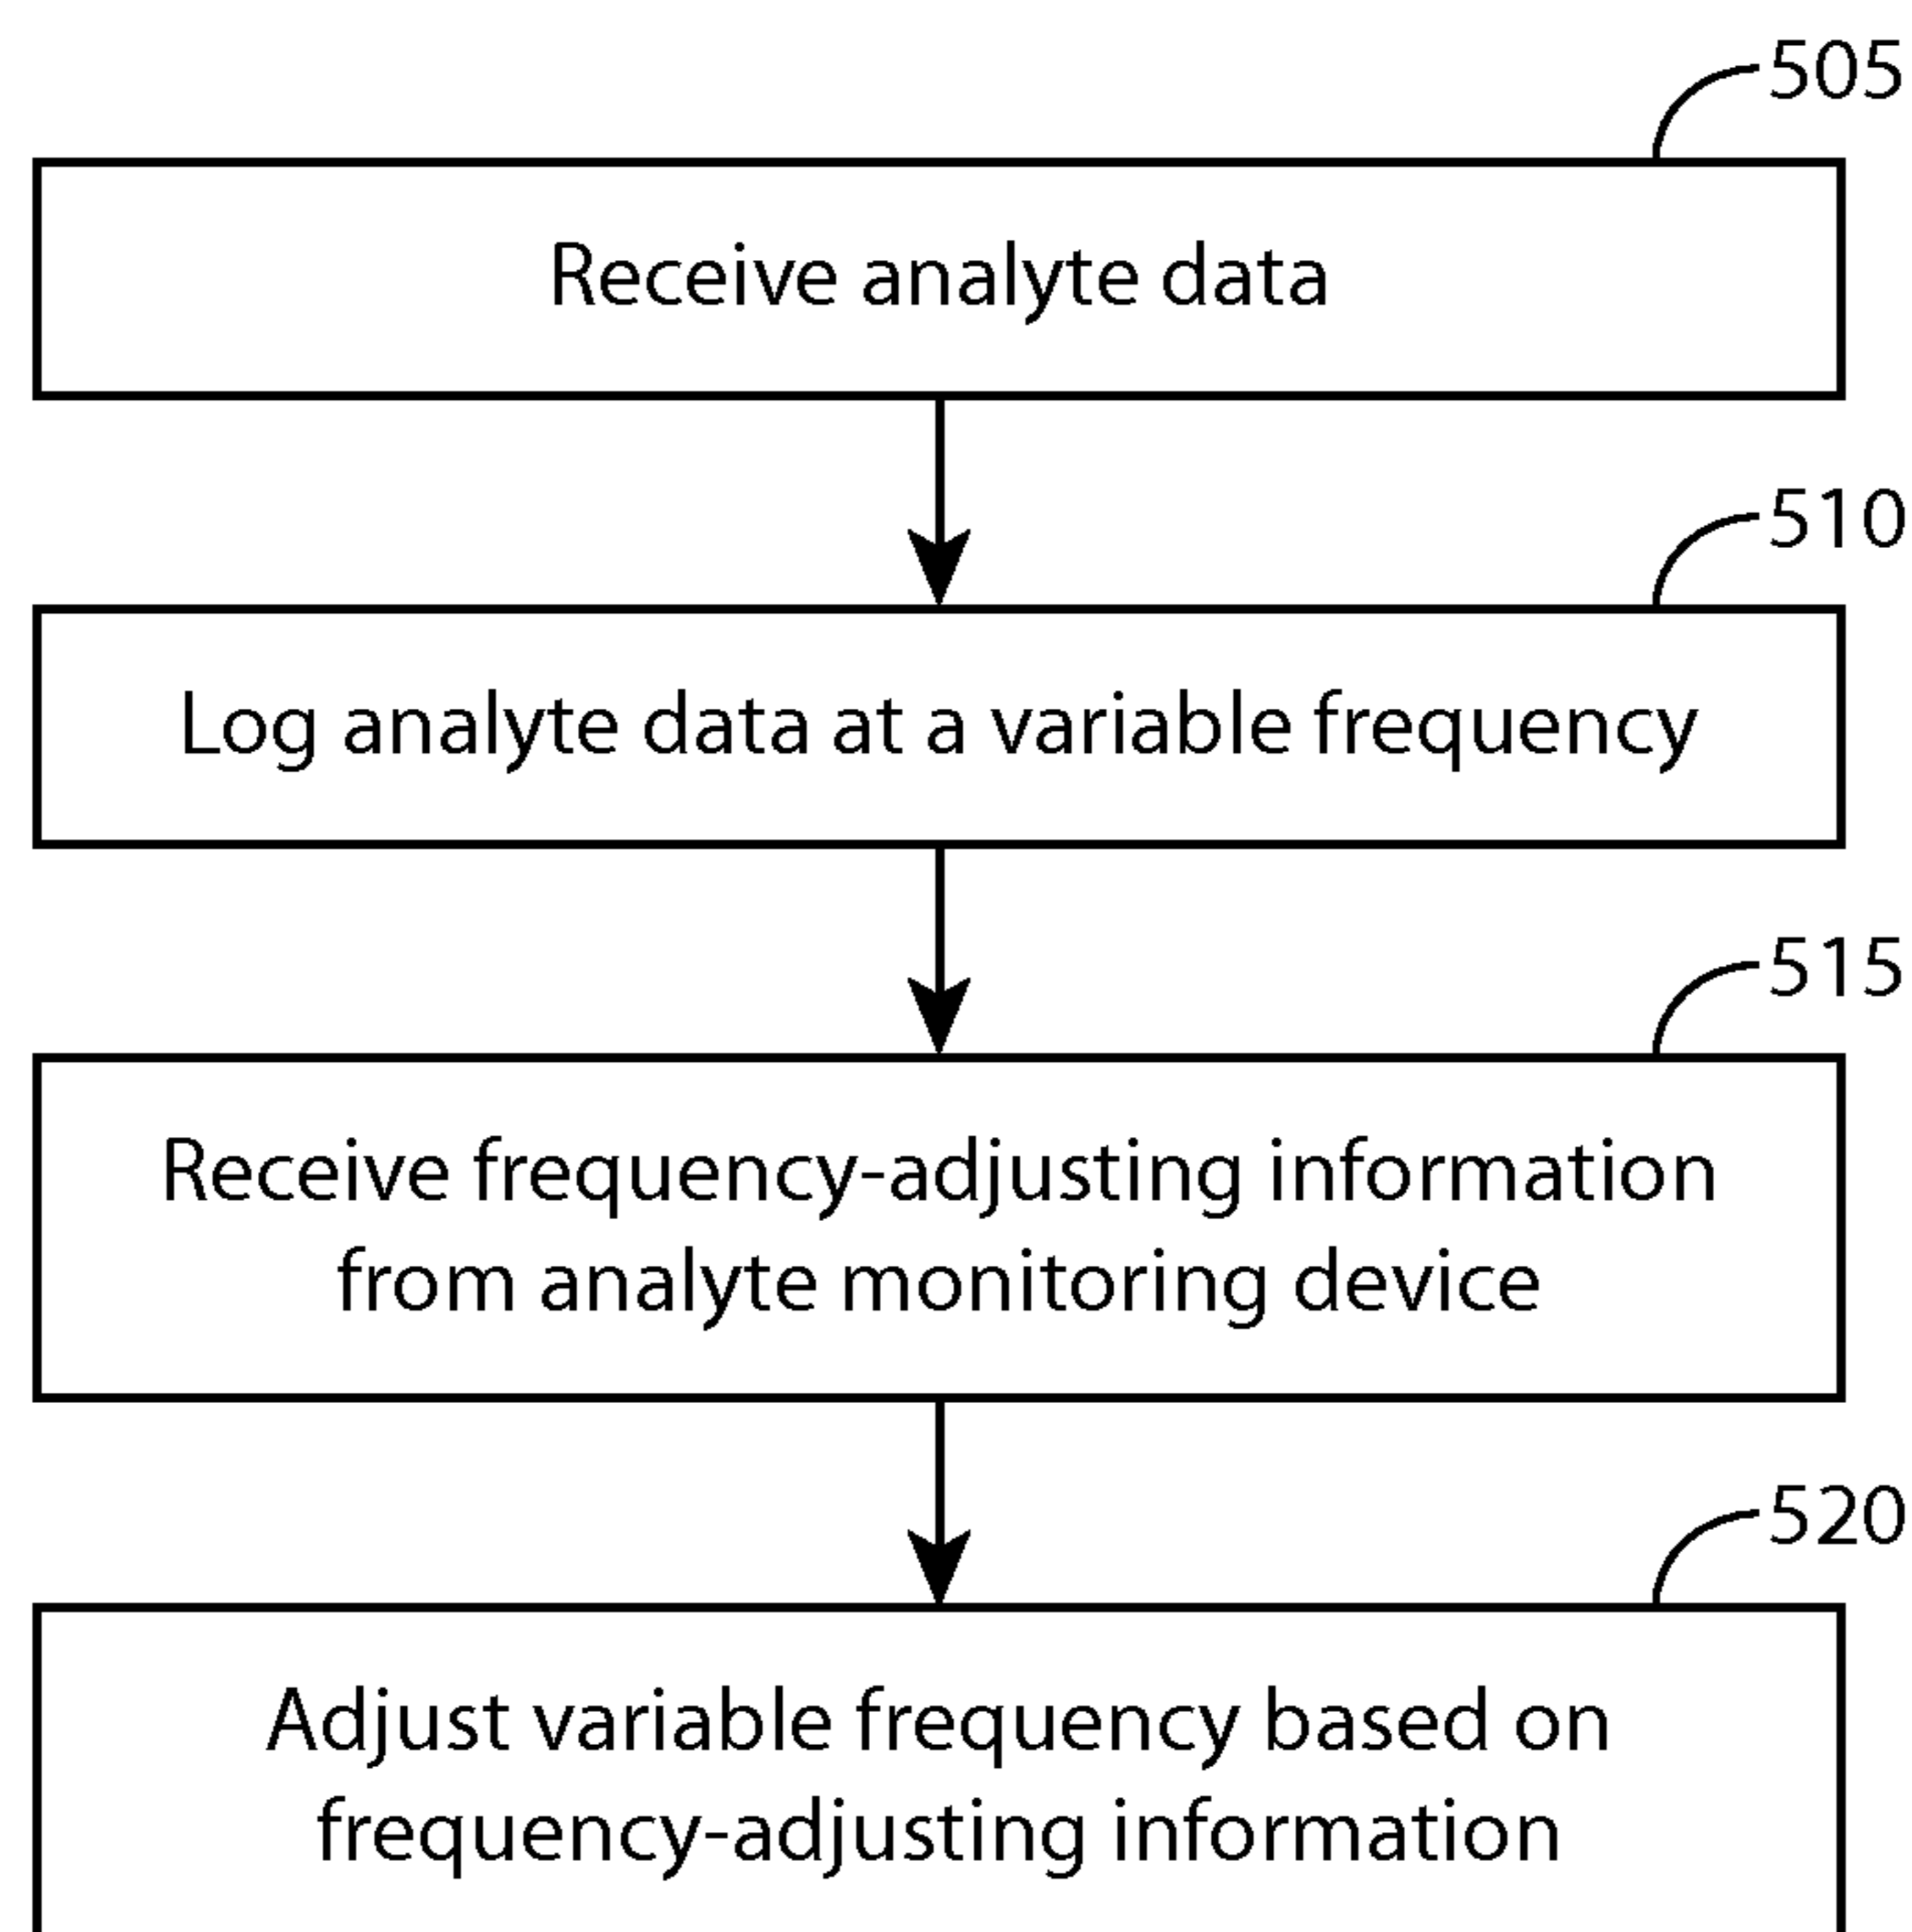 505
Receive analyte data
510
Log analyte data at a variable frequency
515
Receive frequency-adjusting information
from analyte monitoring device
520
Adjust variable frequency based on
frequency-adjusting information